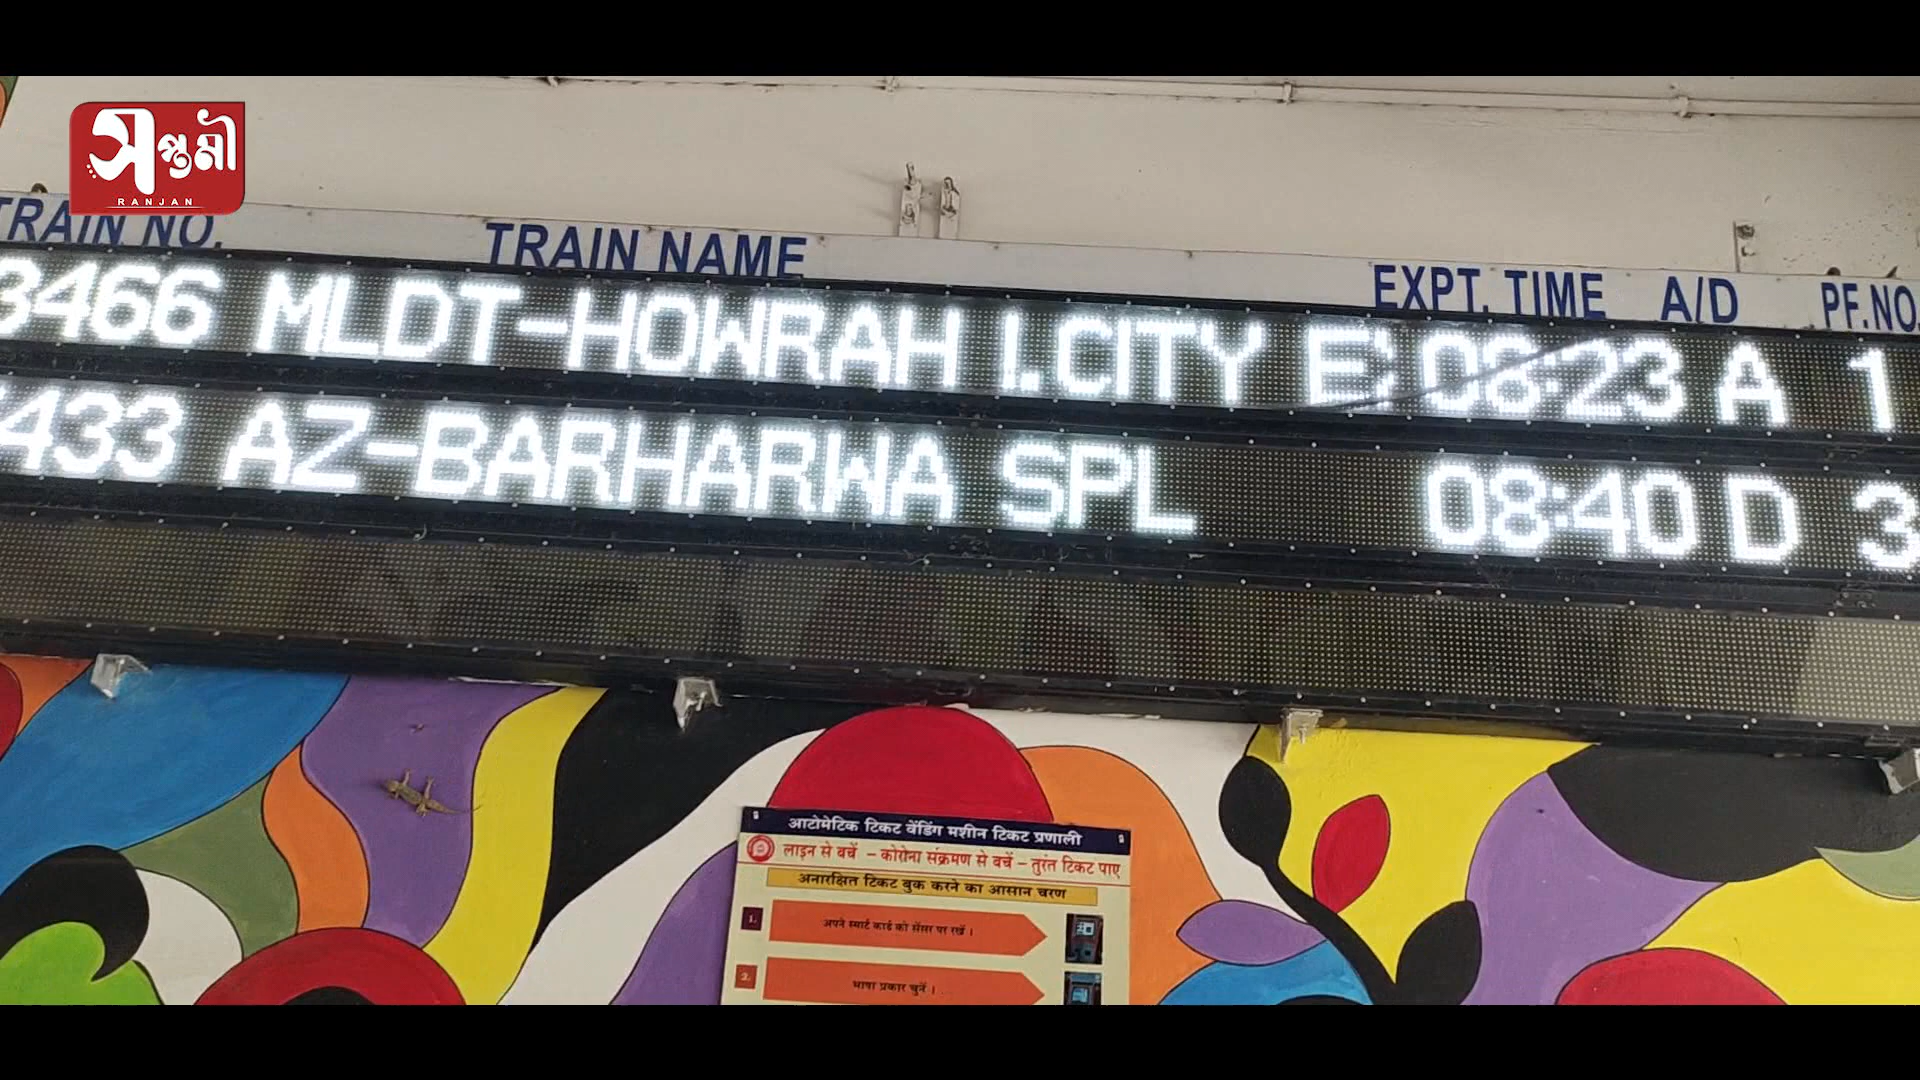 সপ্তমী
RANJAN
TRAIN NO. TRAIN NAME EXPT. TIME A/D PF.NO.
3466 MLDT-HOWRAH I.CITY EX 08:23 A 1
433 AZ-BARHARWA SPL 08:40 D 3
आटोमेटिक टिकट वेंडिंग मशीन टिकट प्रणाली
लाइन से बचें – कोरोना संक्रमण से बचें – तुरंत टिकट पाए
अनारक्षित टिकट बुक करने का आसान चरण
1. अपने स्मार्ट कार्ड को सेंसर पर रखें ।
2. भाषा प्रकार चुनें ।